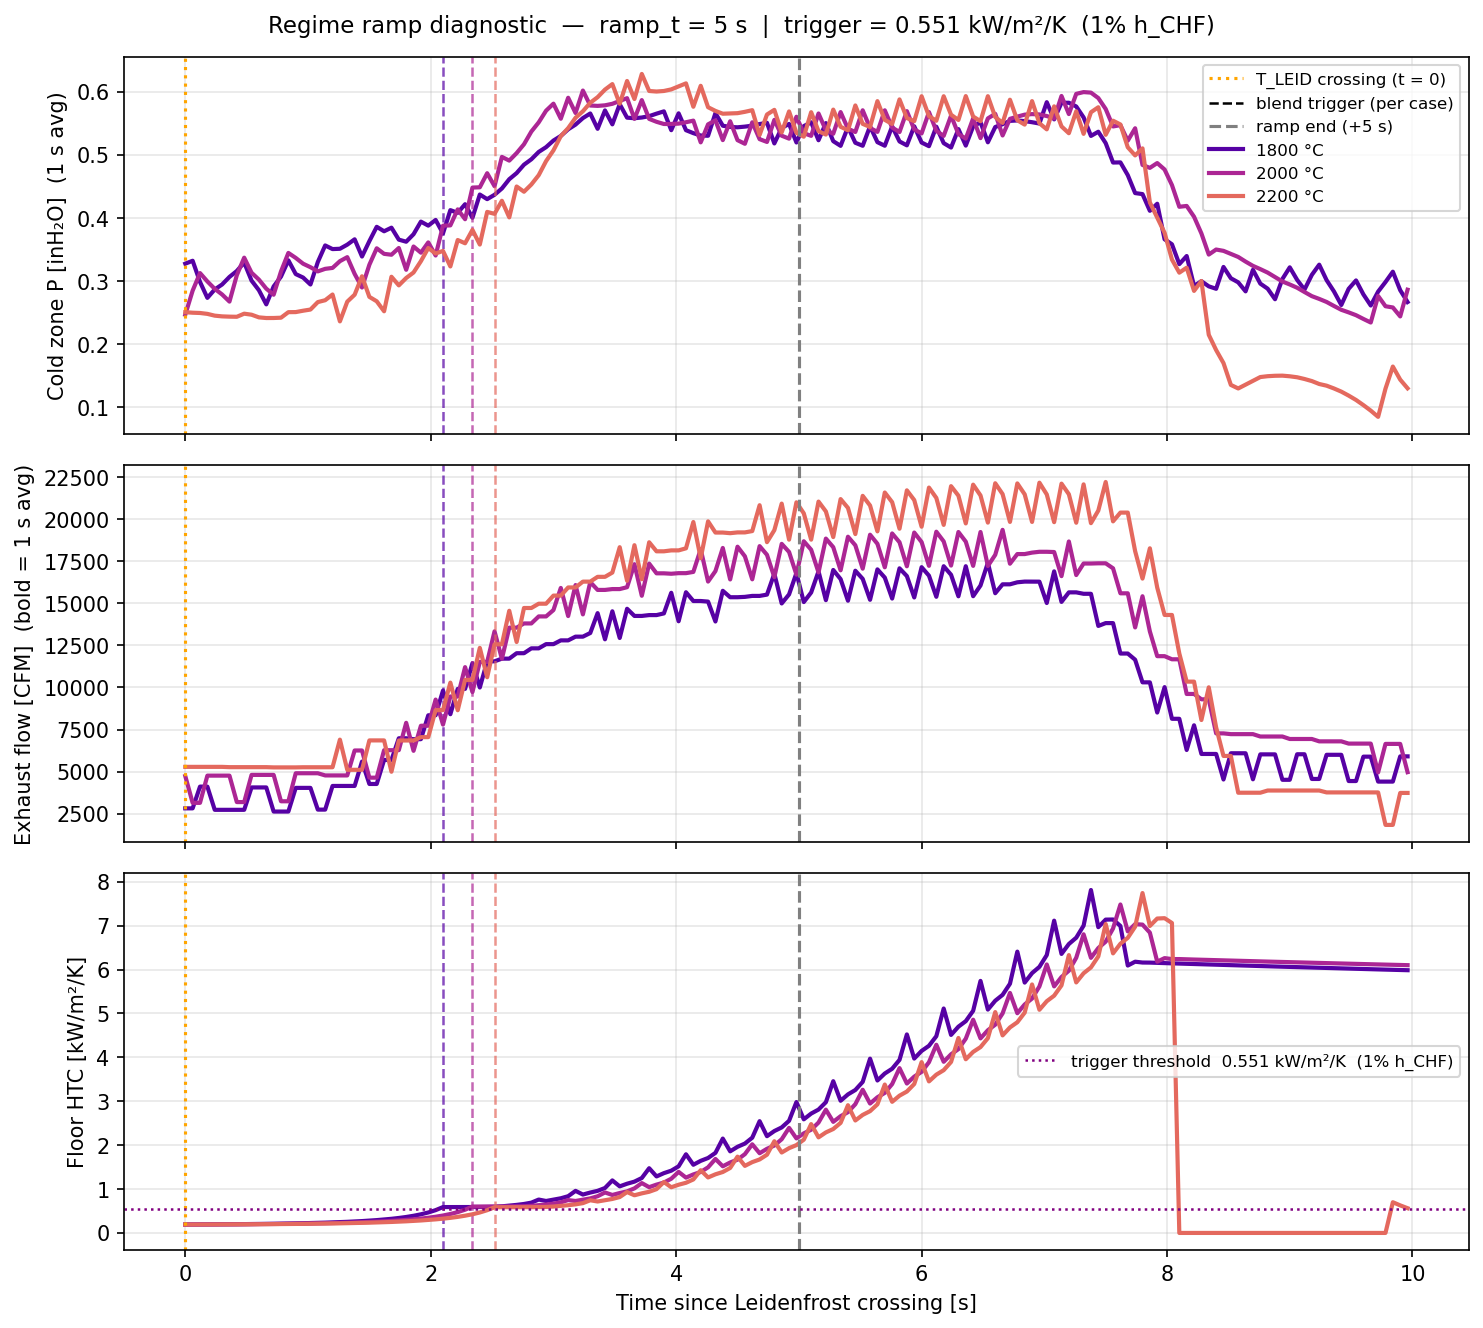 Regime ramp diagnostic — ramp_t = 5 s | trigger = 0.551 kW/m²/K (1% h_CHF)
Cold zone P [inH₂O] (1 s avg)
0.6
0.5
0.4
0.3
0.2
0.1
T_LEID crossing (t = 0)
blend trigger (per case)
ramp end (+5 s)
1800 °C
2000 °C
2200 °C
Exhaust flow [CFM] (bold = 1 s avg)
22500
20000
17500
15000
12500
10000
7500
5000
2500
Floor HTC [kW/m²/K]
8
7
6
5
4
3
2
1
0
trigger threshold 0.551 kW/m²/K (1% h_CHF)
0 2 4 6 8 10
Time since Leidenfrost crossing [s]